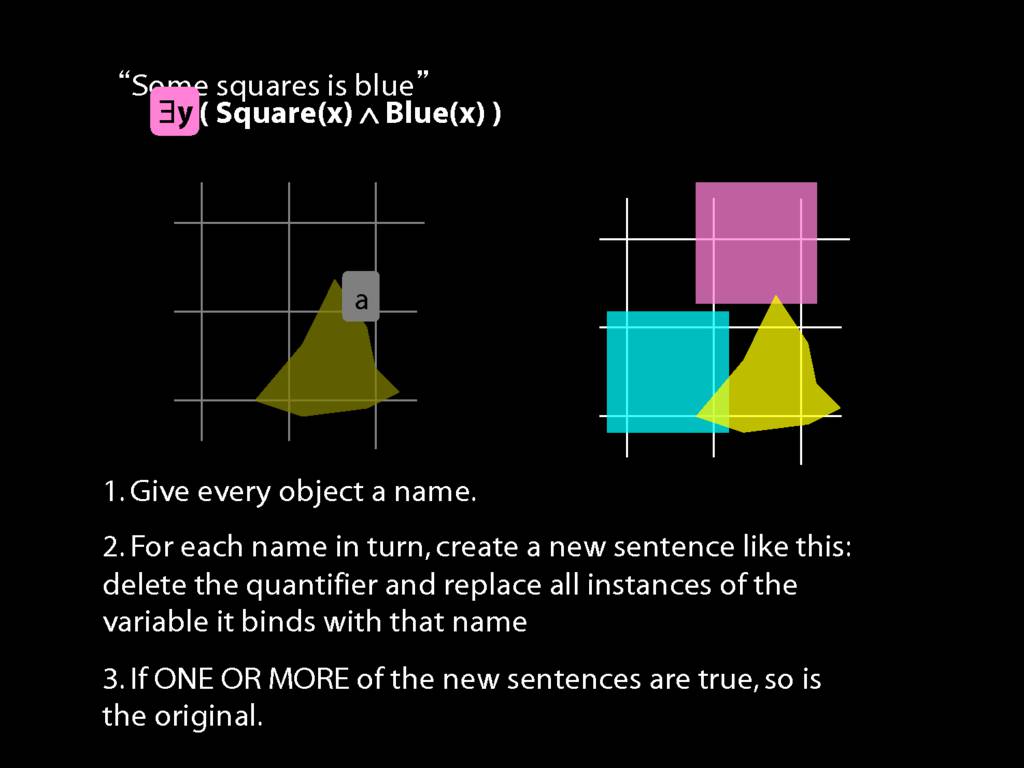 “Some squares is blue”
∃y ( Square(x) ∧ Blue(x) )
a
1. Give every object a name.
2. For each name in turn, create a new sentence like this:
delete the quantifier and replace all instances of the
variable it binds with that name
3. If ONE OR MORE of the new sentences are true, so is
the original.